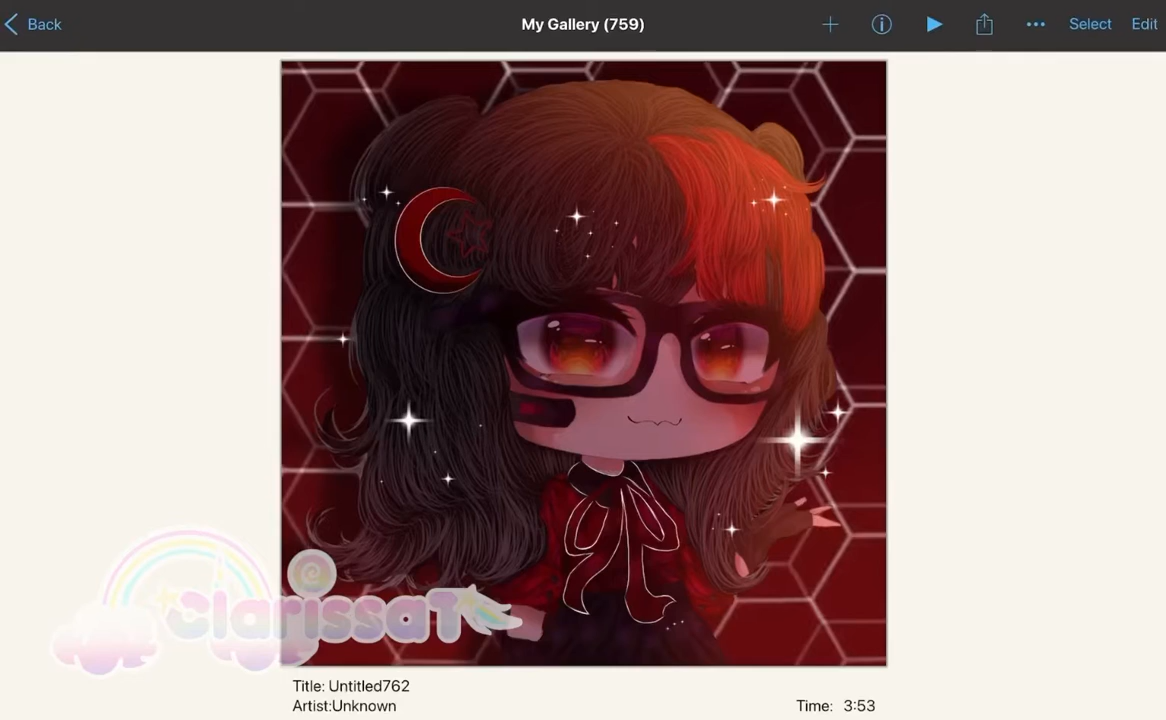 Back
My Gallery (759)
Select
Edit
ClarissaT
Title: Untitled762
Artist:Unknown
Time: 3:53